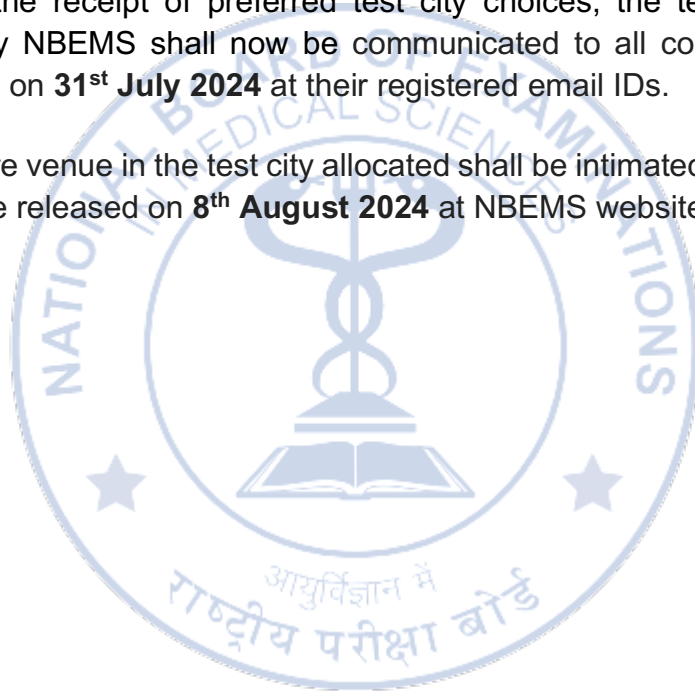 the receipt of preferred test city choices, the te
y NBEMS shall now be communicated to all co
on 31st July 2024 at their registered email IDs.
re venue in the test city allocated shall be intimated
e released on 8th August 2024 at NBEMS website
NATIONAL BOARD OF EXAMINATIONS
IN MEDICAL SCIENCES
आयुर्विज्ञान में
राष्ट्रीय परीक्षा बोर्ड